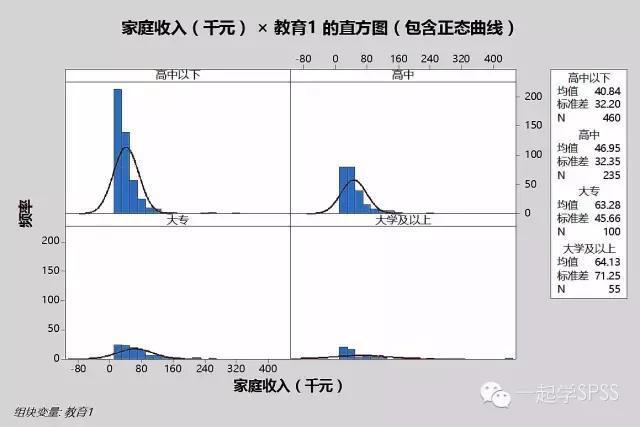 家庭收入（千元） × 教育1 的直方图（包含正态曲线）
-80 0 80 160 240 320 400
高中以下 高中
200
150
100
50
0
大专 大学及以上
200
150
100
50
0
-80 0 80 160 240 320 400
频率
家庭收入（千元）
高中以下
均值 40.84
标准差 32.20
N 460
高中
均值 46.95
标准差 32.35
N 235
大专
均值 63.28
标准差 45.66
N 100
大学及以上
均值 64.13
标准差 71.25
N 55
组块变量: 教育1
一起学SPSS